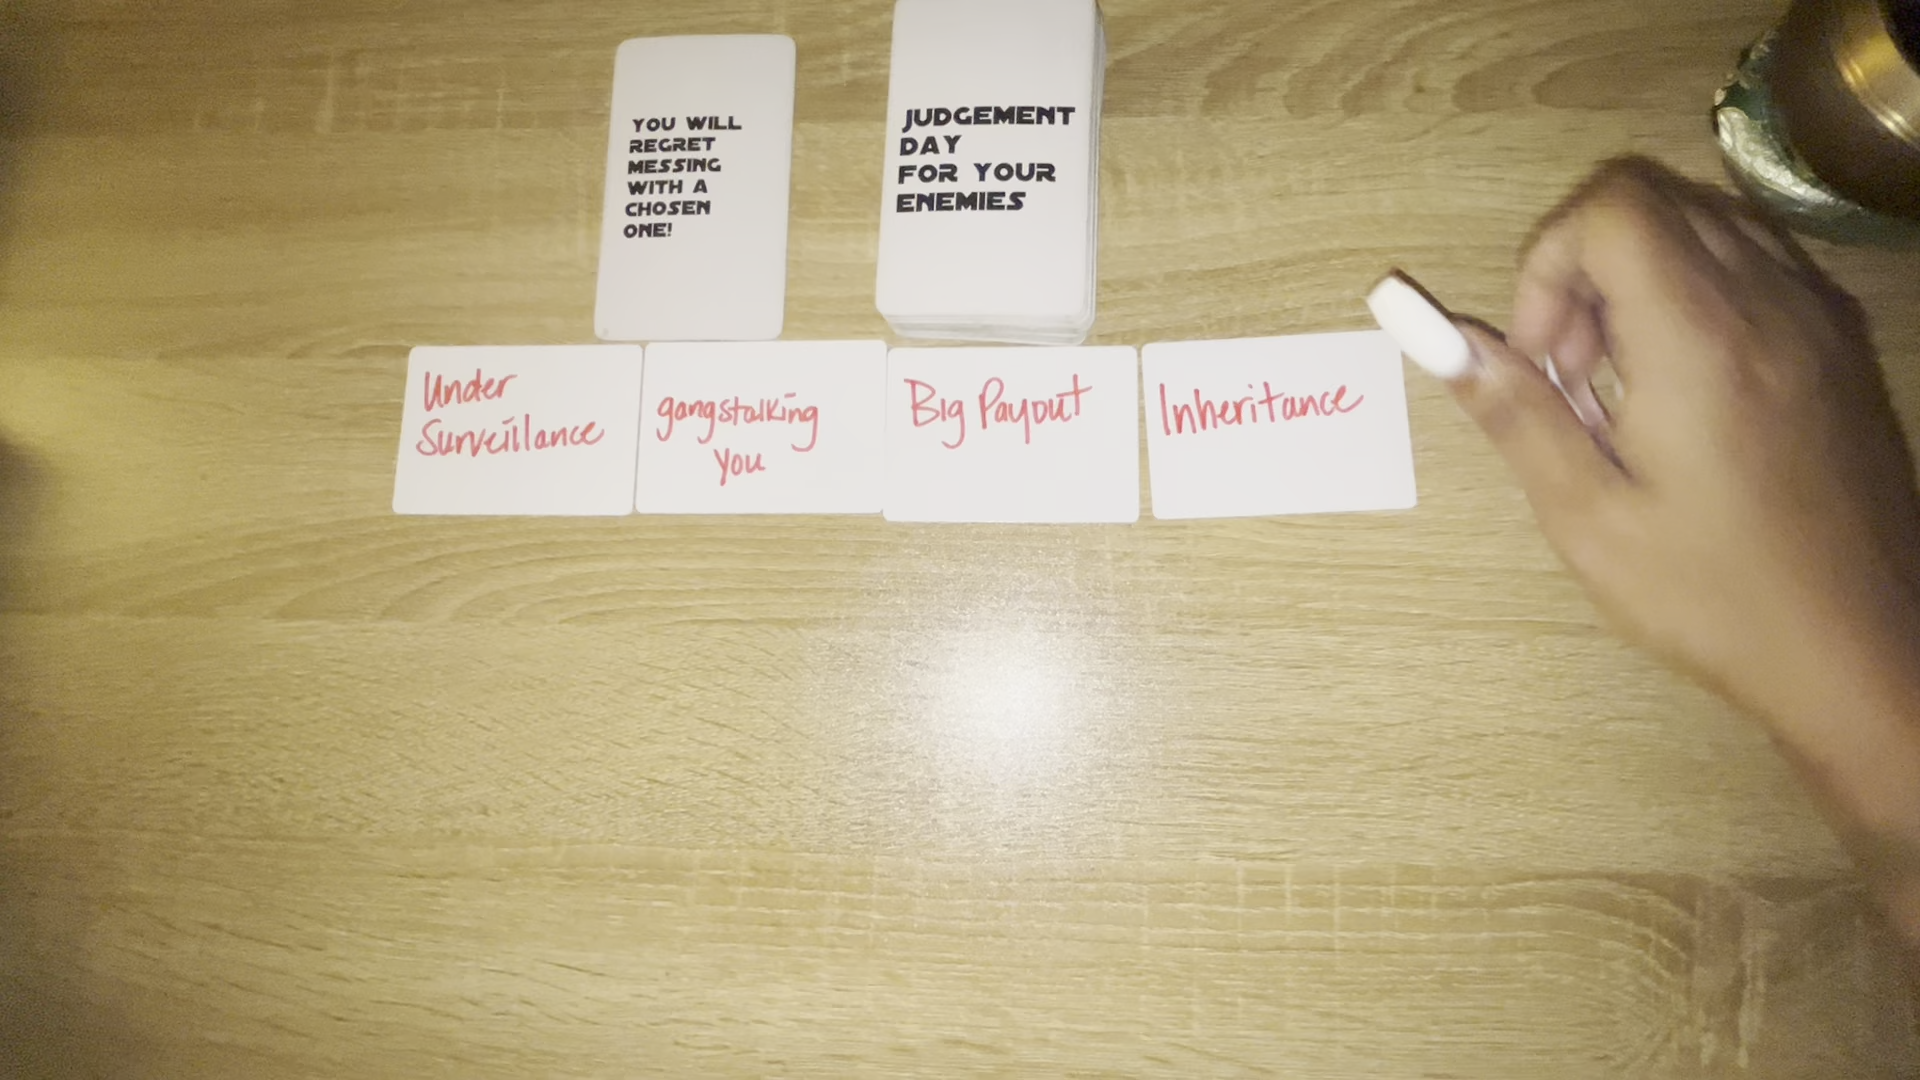 YOU WILL
REGRET
MESSING
WITH A
CHOSEN
ONE!
JUDGEMENT
DAY
FOR YOUR
ENEMIES
Under
Surveillance
gangstalking
You
Big Payout
Inheritance